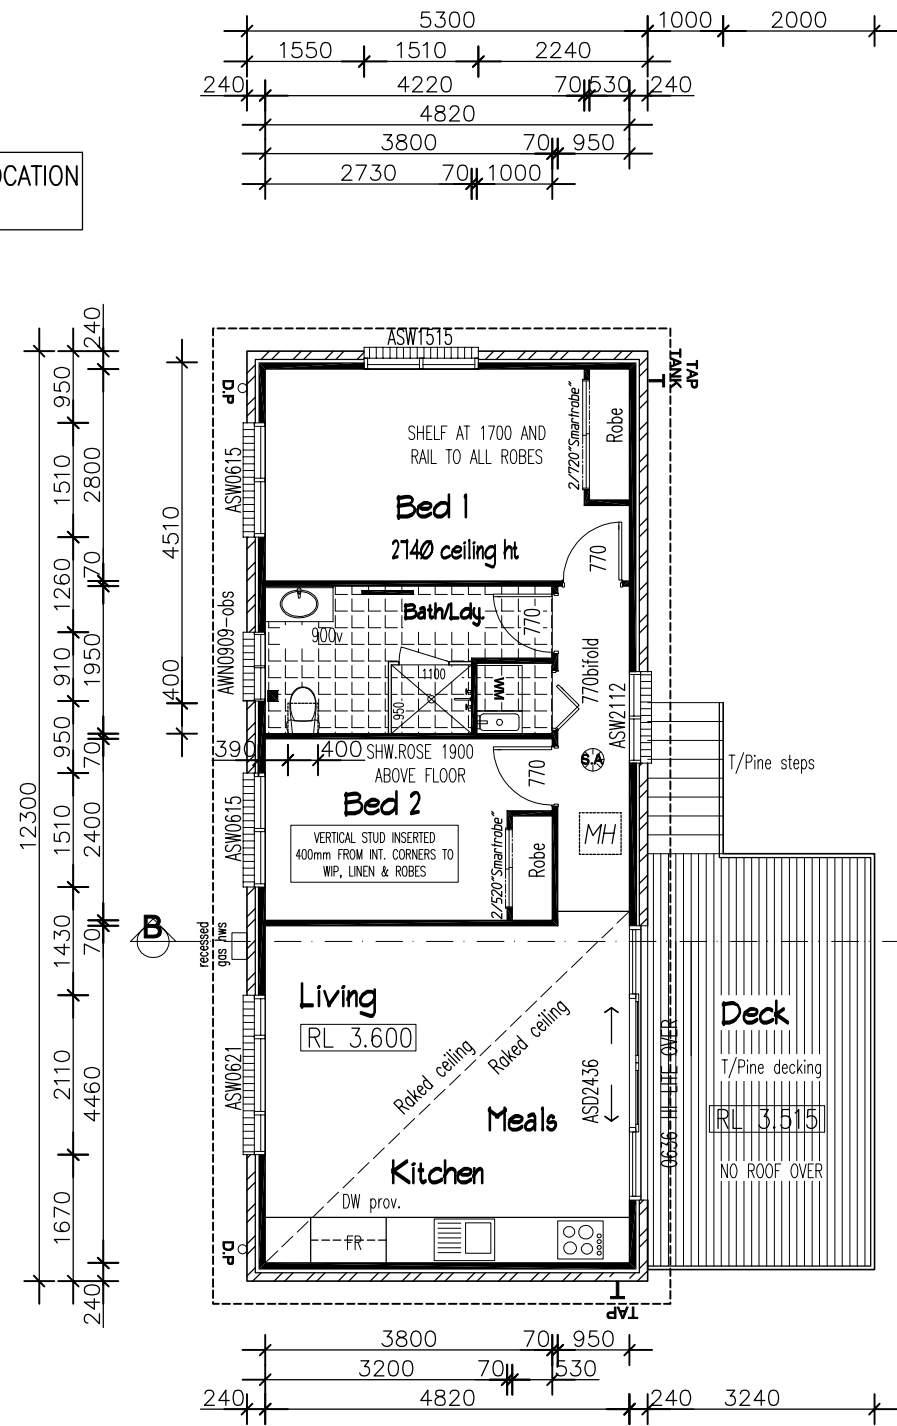 5300 1000 2000
1550 1510 2240
240 4220 70 530 240
4820
3800 70 950
2730 70 1000
OCATION
ASW1515
TAP
TANK
D.P
240
950
1510
2800
4510
ASW0615
2/720"Smartrobe"
Robe
SHELF AT 1700 AND
RAIL TO ALL ROBES
Bed 1
2740 ceiling ht
770
1260
70
AWN0909-obs
910
1950
400
900v
Bath/Ldy.
770
770bifold
1100
950
WM
ASW2112
950
70
390 400
SHW.ROSE 1900
ABOVE FLOOR
770
S.A
T/Pine steps
12300
1510
2400
ASW0615
Bed 2
VERTICAL STUD INSERTED
400mm FROM INT. CORNERS TO
WIP, LINEN & ROBES
2/520"Smartrobe"
Robe
MH
B
1430
70
recessed
gas hws
Living
RL 3.600
Raked ceiling
Raked ceiling
2110
4460
ASW0621
Meals
ASD2436
0636 HI-LITE OVER
Deck
T/Pine decking
RL 3.515
NO ROOF OVER
Kitchen
DW prov.
1670
D.P
FR
240
TAP
3800 70 950
3200 70 530
240 4820 240 3240